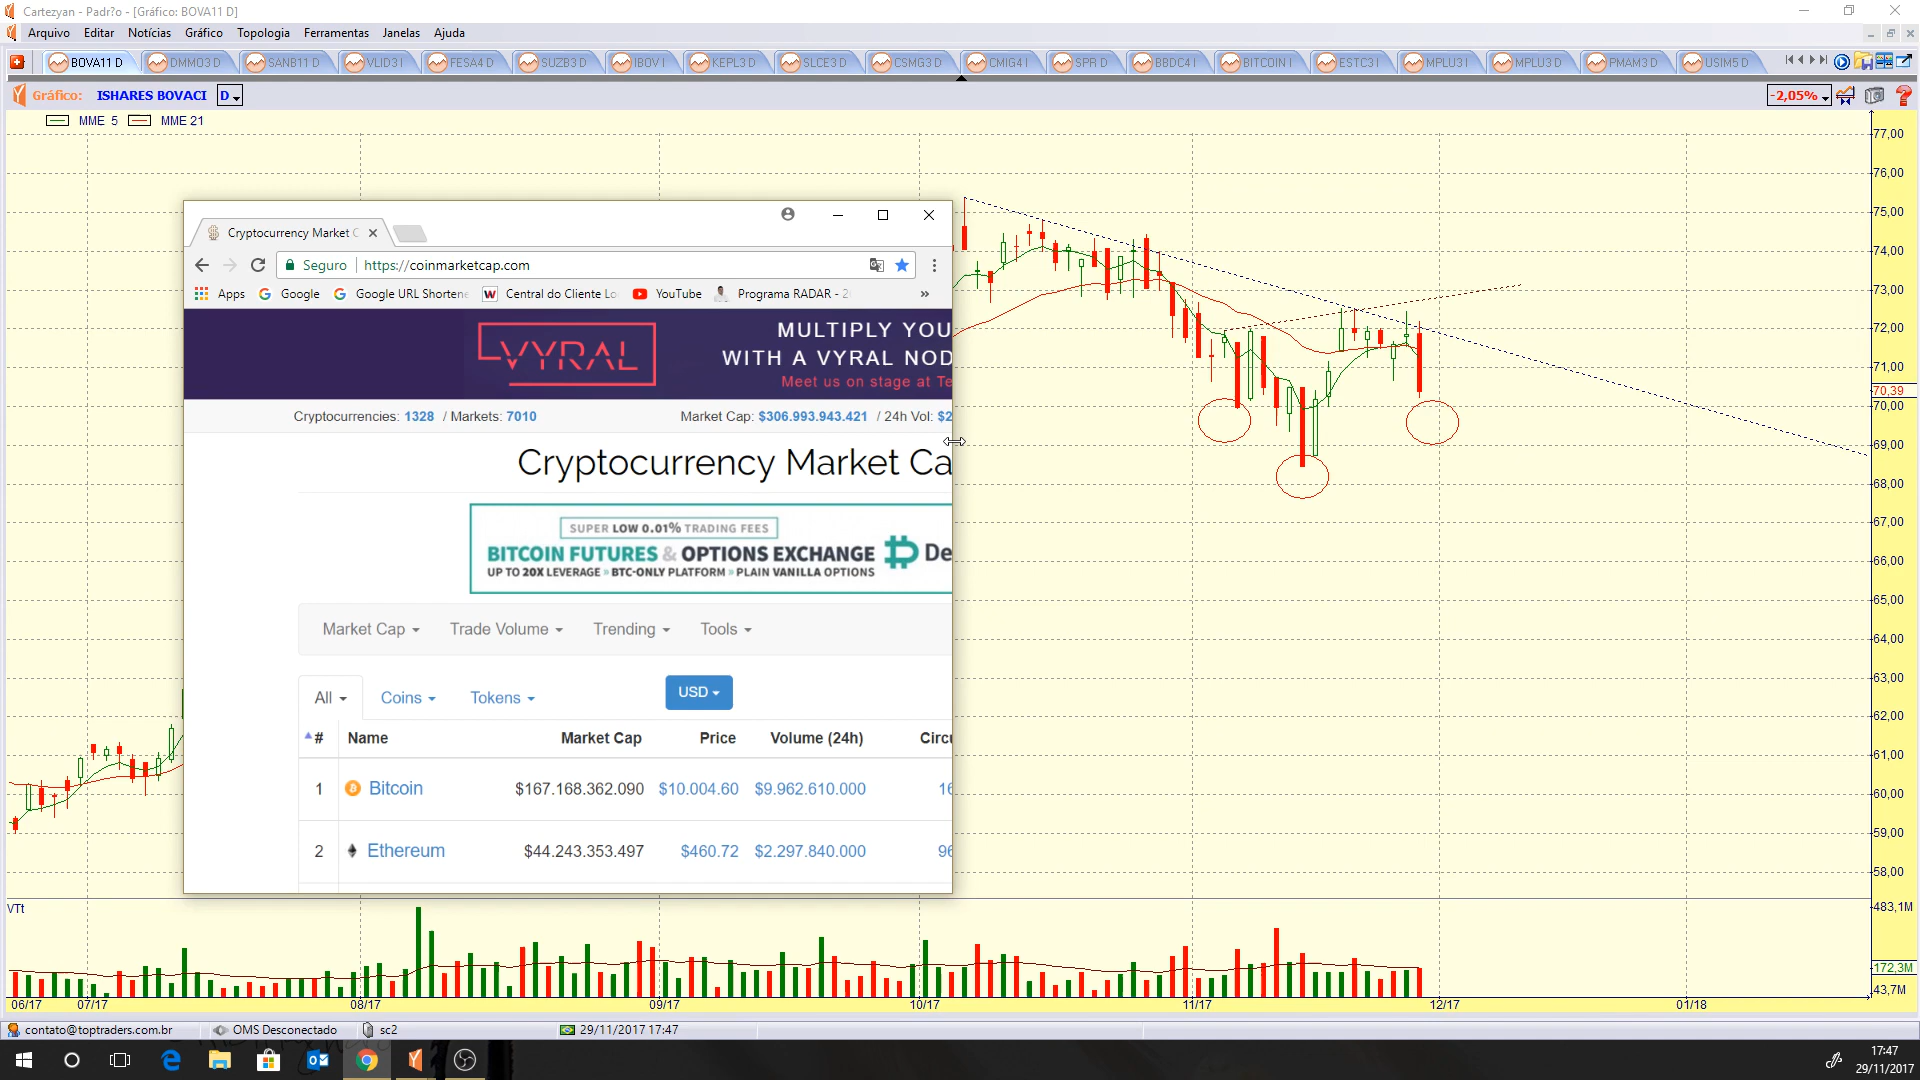 Cartezyan - Padr?o - [Gráfico: BOVA11 D]
Arquivo Editar Notícias Gráfico Topologia Ferramentas Janelas Ajuda
BOVA11 D DMMO3 D SANB11 D VLID3 I FESA4 D SUZB3 D IBOV I KEPL3 D SLCE3 D CSMG3 D CMIG4 I SPR D BBDC4 I BITCOIN I ESTC3 I MPLU3 I MPLU3 D PMAM3 D USIM5 D
Gráfico: ISHARES BOVACI D -2,05%
MME 5 MME 21
77,00
76,00
75,00
74,00
73,00
72,00
71,00
70,39
70,00
69,00
68,00
67,00
66,00
65,00
64,00
63,00
62,00
61,00
60,00
59,00
58,00
Cryptocurrency Market C
Seguro https://coinmarketcap.com
Apps Google Google URL Shortene Central do Cliente Lo YouTube Programa RADAR - 2 »
VYRAL
MULTIPLY YOU
WITH A VYRAL NOD
Meet us on stage at Te
Cryptocurrencies: 1328 / Markets: 7010 Market Cap: $306.993.943.421 / 24h Vol: $2
Cryptocurrency Market Ca
SUPER LOW 0.01% TRADING FEES
BITCOIN FUTURES & OPTIONS EXCHANGE De
UP TO 20X LEVERAGE » BTC-ONLY PLATFORM » PLAIN VANILLA OPTIONS
Market Cap Trade Volume Trending Tools
All Coins Tokens USD
# Name Market Cap Price Volume (24h) Circu
1 Bitcoin $167.168.362.090 $10.004.60 $9.962.610.000 16
2 Ethereum $44.243.353.497 $460.72 $2.297.840.000 96
VTt
483,1M
172,3M
43,7M
06/17 07/17 08/17 09/17 10/17 11/17 12/17 01/18
contato@toptraders.com.br OMS Desconectado sc2 29/11/2017 17:47
17:47
29/11/2017